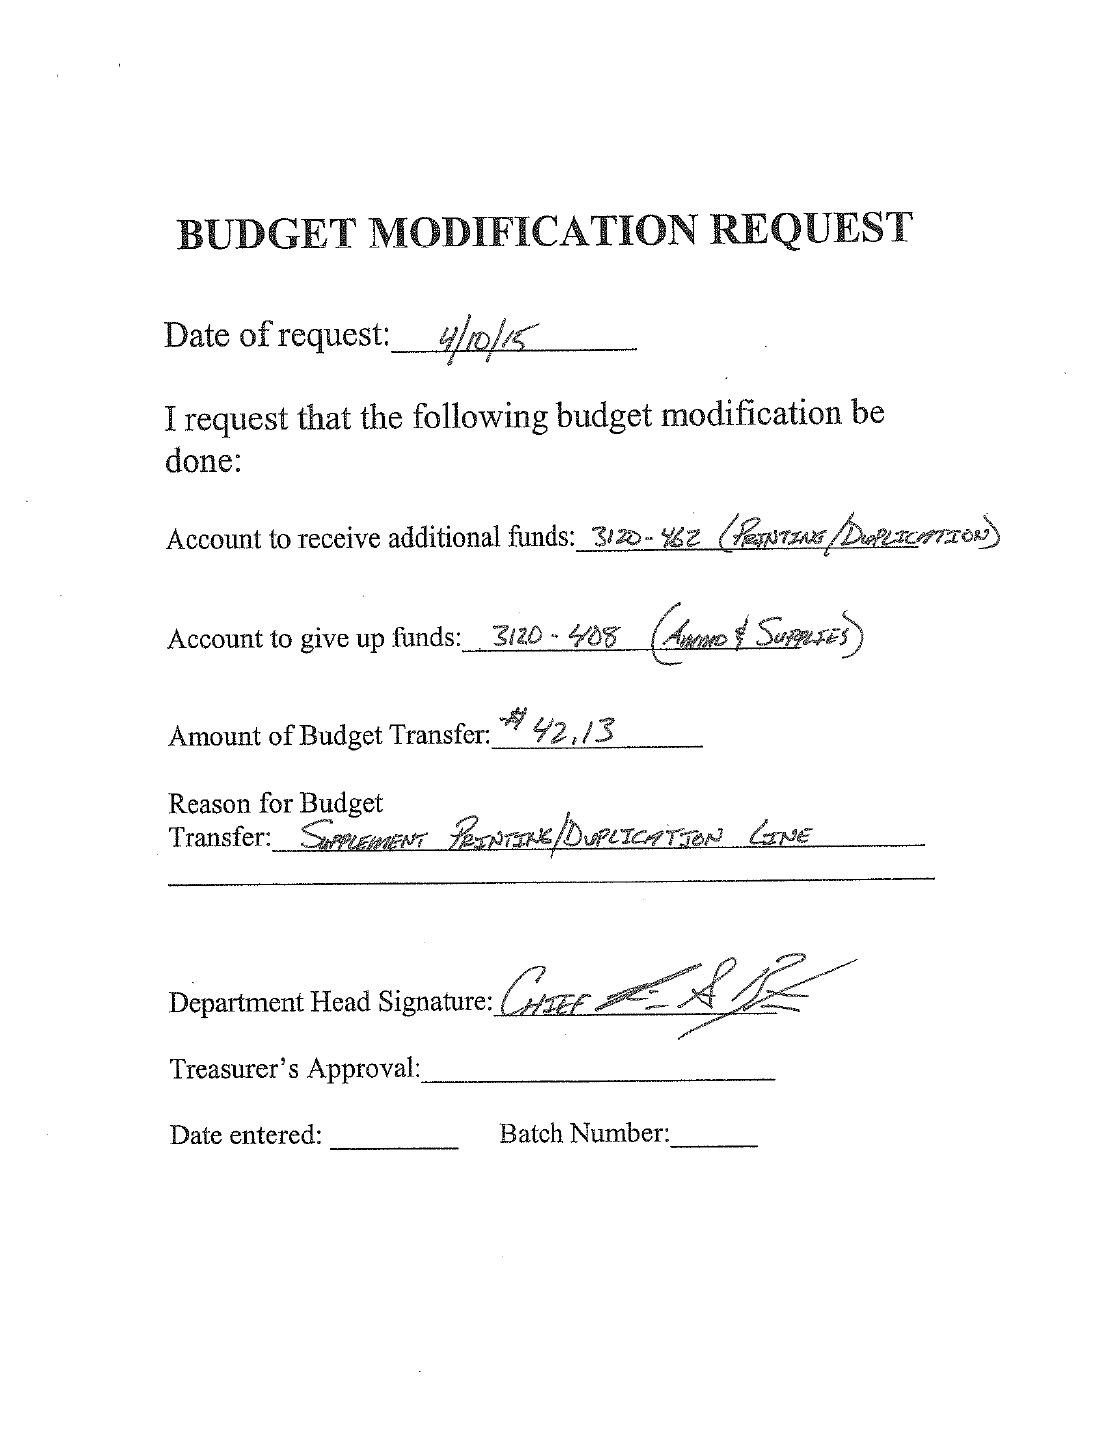 BUDGET MODIFICATION REQUEST
Date of request: 4/10/15
I request that the following budget modification be
done:
Account to receive additional funds: 3120-462 (PRINTING/DUPLICATION)
Account to give up funds: 3120-408 (AMMO & SUPPLIES)
Amount of Budget Transfer: $42.13
Reason for Budget
Transfer: SUPPLEMENT PRINTING/DUPLICATION LINE
Department Head Signature: CHIEF
Treasurer's Approval:
Date entered: Batch Number: